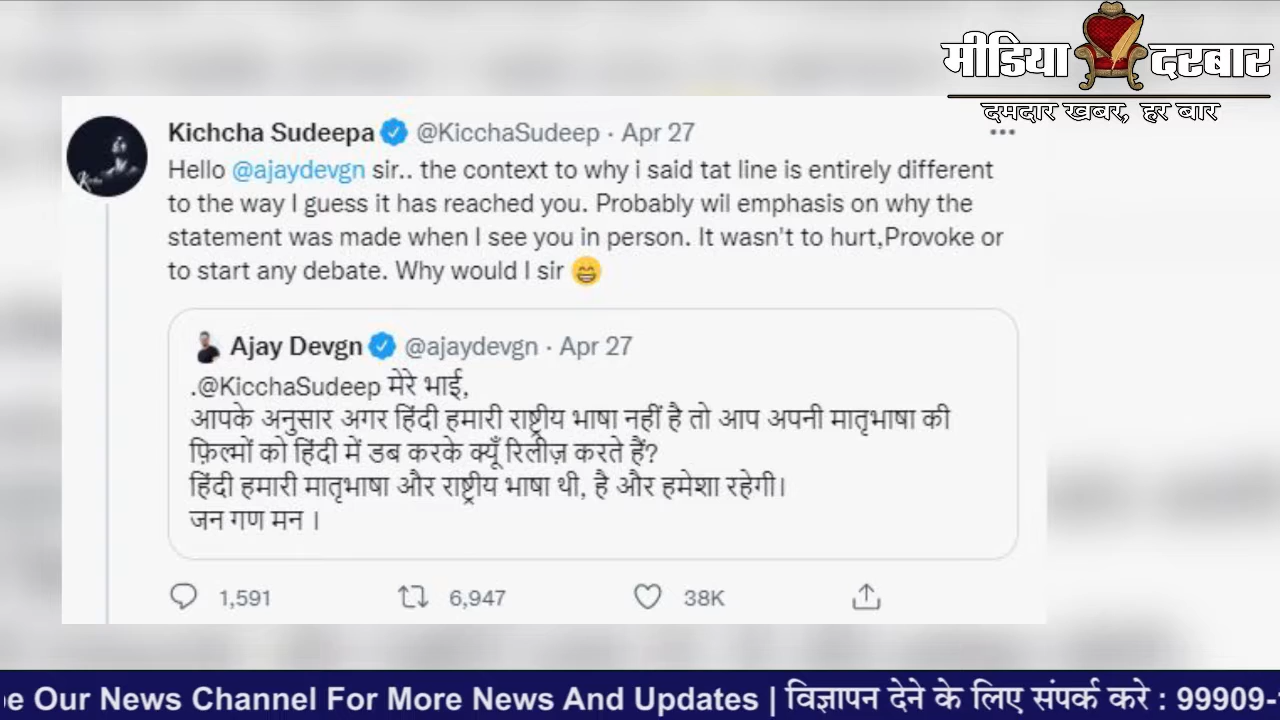 मीडिया दरबार
दमदार खबर, हर बार
Kichcha Sudeepa @KicchaSudeep · Apr 27
Hello @ajaydevgn sir.. the context to why i said tat line is entirely different
to the way I guess it has reached you. Probably wil emphasis on why the
statement was made when I see you in person. It wasn't to hurt,Provoke or
to start any debate. Why would I sir 😁
Ajay Devgn @ajaydevgn · Apr 27
.@KicchaSudeep मेरे भाई,
आपके अनुसार अगर हिंदी हमारी राष्ट्रीय भाषा नहीं है तो आप अपनी मातृभाषा की
फ़िल्मों को हिंदी में डब करके क्यूँ रिलीज़ करते हैं?
हिंदी हमारी मातृभाषा और राष्ट्रीय भाषा थी, है और हमेशा रहेगी।
जन गण मन ।
1,591 6,947 38K
Our News Channel For More News And Updates | विज्ञापन देने के लिए संपर्क करे : 99909-